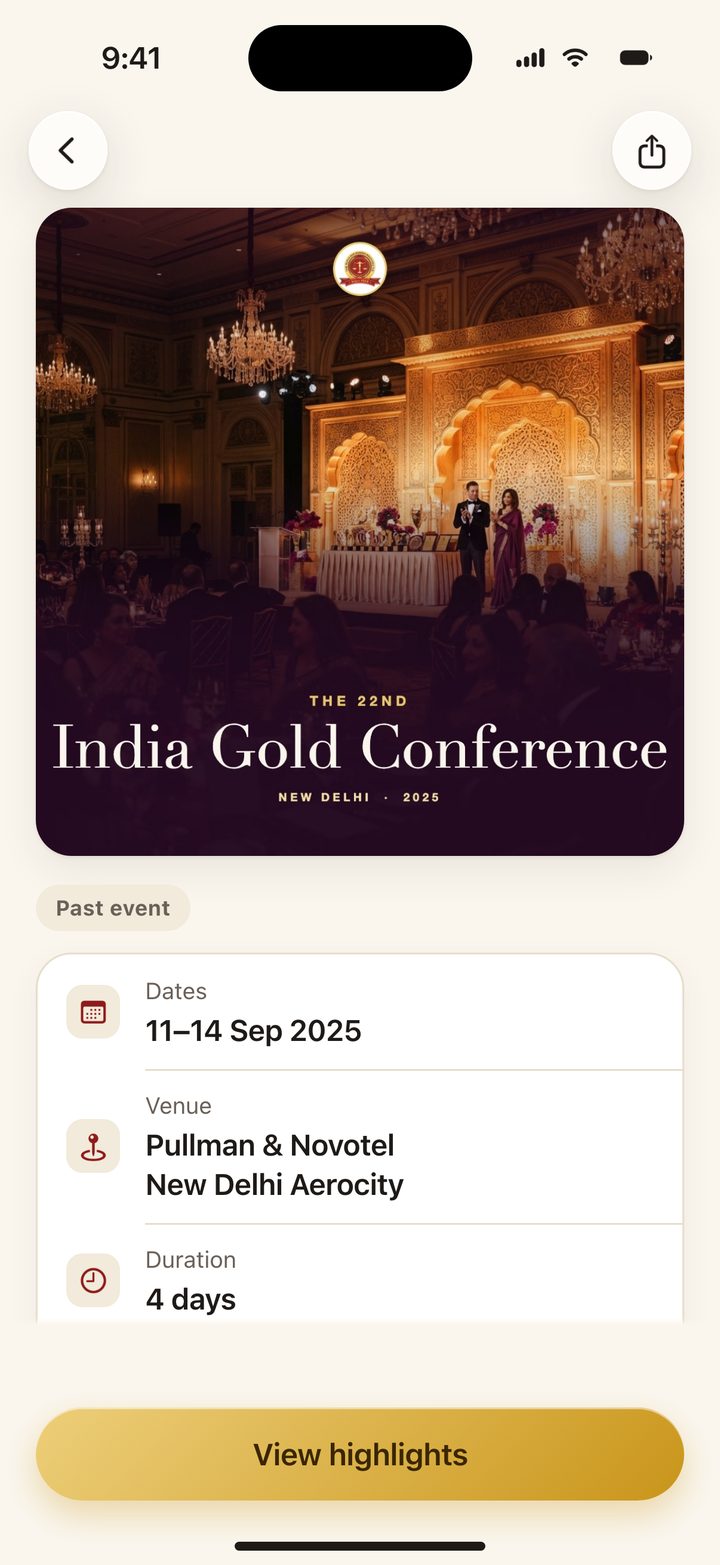 9:41
THE 22ND
India Gold Conference
NEW DELHI · 2025
Past event
Dates
11–14 Sep 2025
Venue
Pullman & Novotel
New Delhi Aerocity
Duration
4 days
View highlights